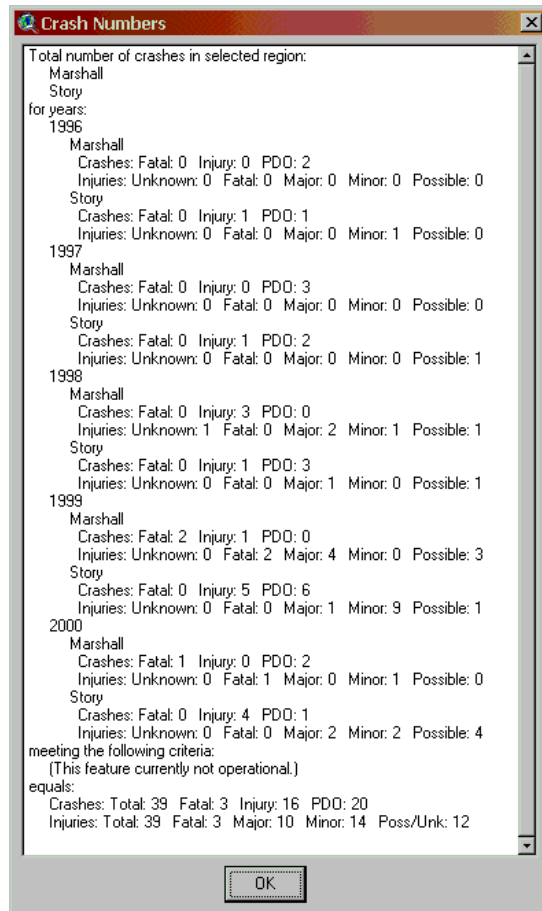 Crash Numbers
Total number of crashes in selected region:
Marshall
Story
for years:
1996
Marshall
Crashes: Fatal: 0 Injury: 0 PDO: 2
Injuries: Unknown: 0 Fatal: 0 Major: 0 Minor: 0 Possible: 0
Story
Crashes: Fatal: 0 Injury: 1 PDO: 1
Injuries: Unknown: 0 Fatal: 0 Major: 0 Minor: 1 Possible: 0
1997
Marshall
Crashes: Fatal: 0 Injury: 0 PDO: 3
Injuries: Unknown: 0 Fatal: 0 Major: 0 Minor: 0 Possible: 0
Story
Crashes: Fatal: 0 Injury: 1 PDO: 2
Injuries: Unknown: 0 Fatal: 0 Major: 0 Minor: 0 Possible: 1
1998
Marshall
Crashes: Fatal: 0 Injury: 3 PDO: 0
Injuries: Unknown: 1 Fatal: 0 Major: 2 Minor: 1 Possible: 1
Story
Crashes: Fatal: 0 Injury: 1 PDO: 3
Injuries: Unknown: 0 Fatal: 0 Major: 1 Minor: 0 Possible: 1
1999
Marshall
Crashes: Fatal: 2 Injury: 1 PDO: 0
Injuries: Unknown: 0 Fatal: 2 Major: 4 Minor: 0 Possible: 3
Story
Crashes: Fatal: 0 Injury: 5 PDO: 6
Injuries: Unknown: 0 Fatal: 0 Major: 1 Minor: 9 Possible: 1
2000
Marshall
Crashes: Fatal: 1 Injury: 0 PDO: 2
Injuries: Unknown: 0 Fatal: 1 Major: 0 Minor: 1 Possible: 0
Story
Crashes: Fatal: 0 Injury: 4 PDO: 1
Injuries: Unknown: 0 Fatal: 0 Major: 2 Minor: 2 Possible: 4
meeting the following criteria:
(This feature currently not operational.)
equals:
Crashes: Total: 39 Fatal: 3 Injury: 16 PDO: 20
Injuries: Total: 39 Fatal: 3 Major: 10 Minor: 14 Poss/Unk: 12
OK